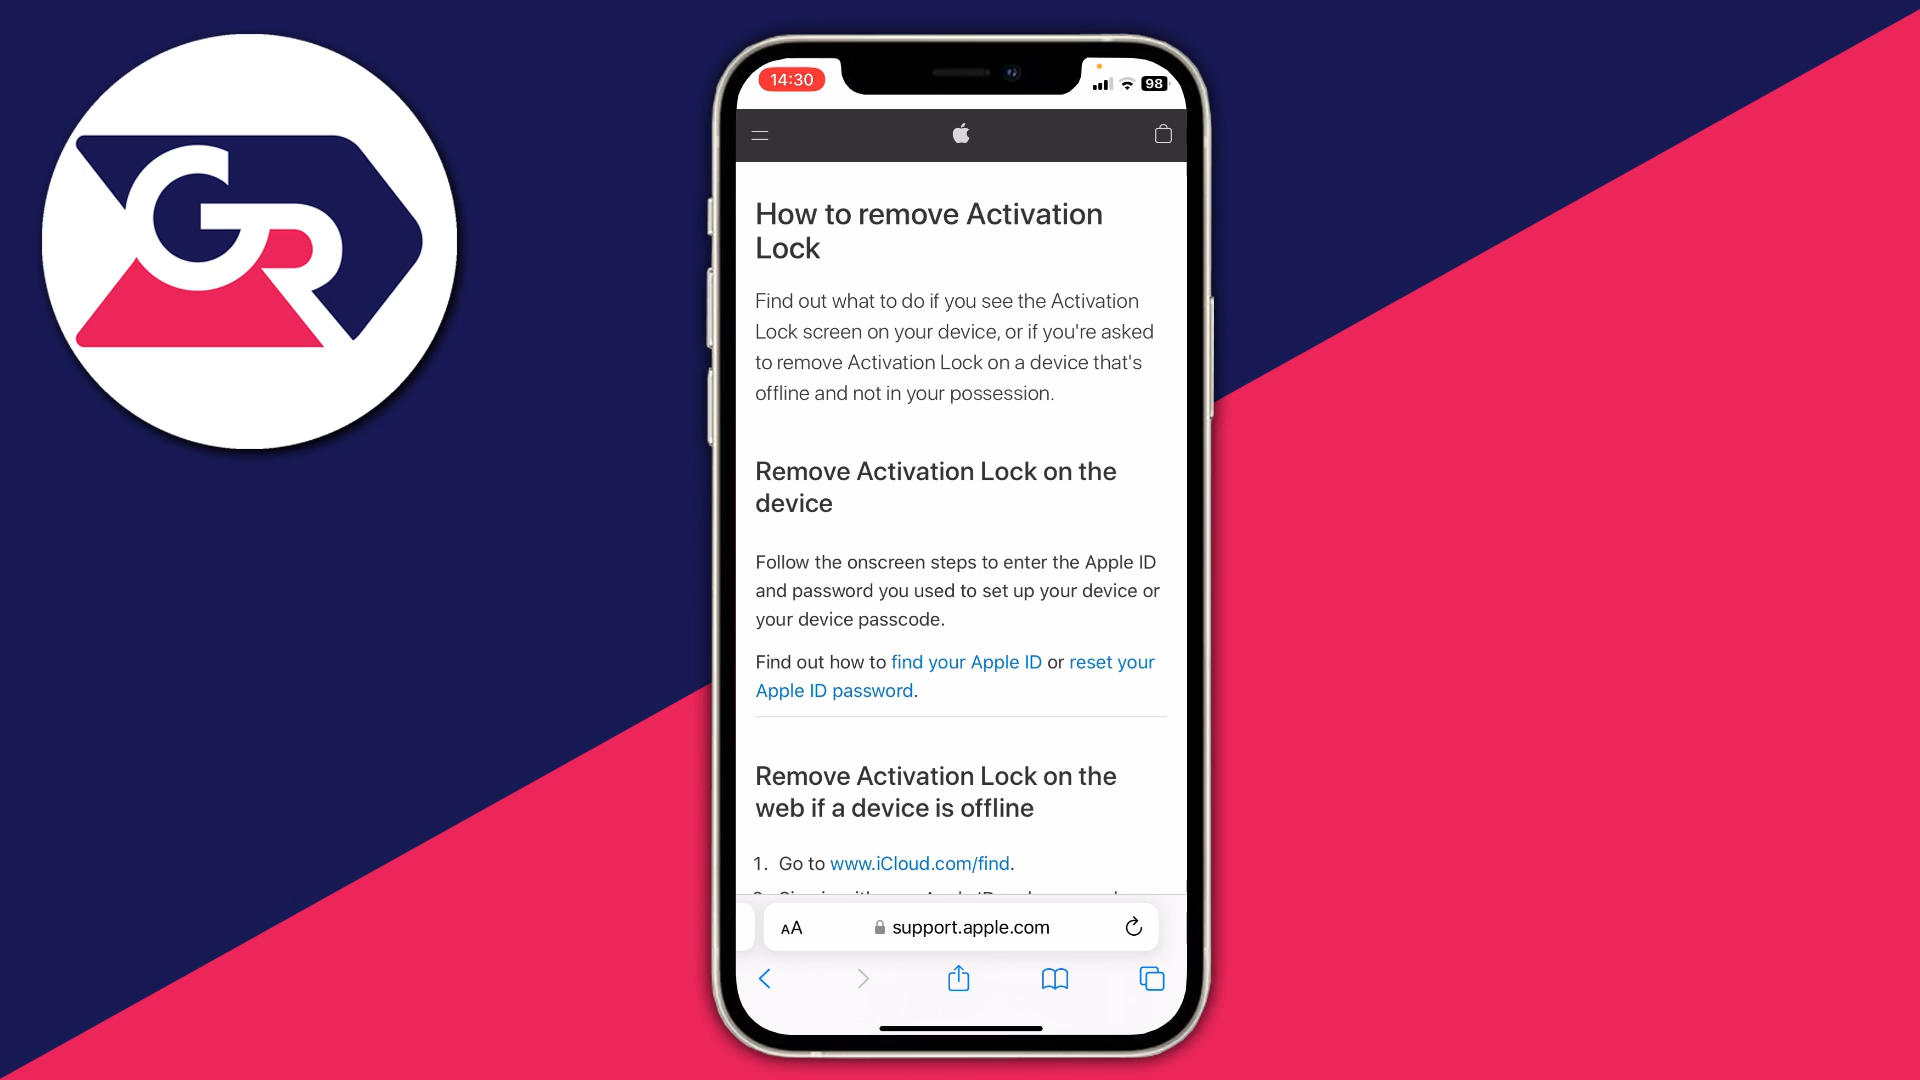 GR
14:30
98
How to remove Activation
Lock
Find out what to do if you see the Activation
Lock screen on your device, or if you're asked
to remove Activation Lock on a device that's
offline and not in your possession.
Remove Activation Lock on the
device
Follow the onscreen steps to enter the Apple ID
and password you used to set up your device or
your device passcode.
Find out how to find your Apple ID or reset your
Apple ID password.
Remove Activation Lock on the
web if a device is offline
1. Go to www.iCloud.com/find.
AA support.apple.com